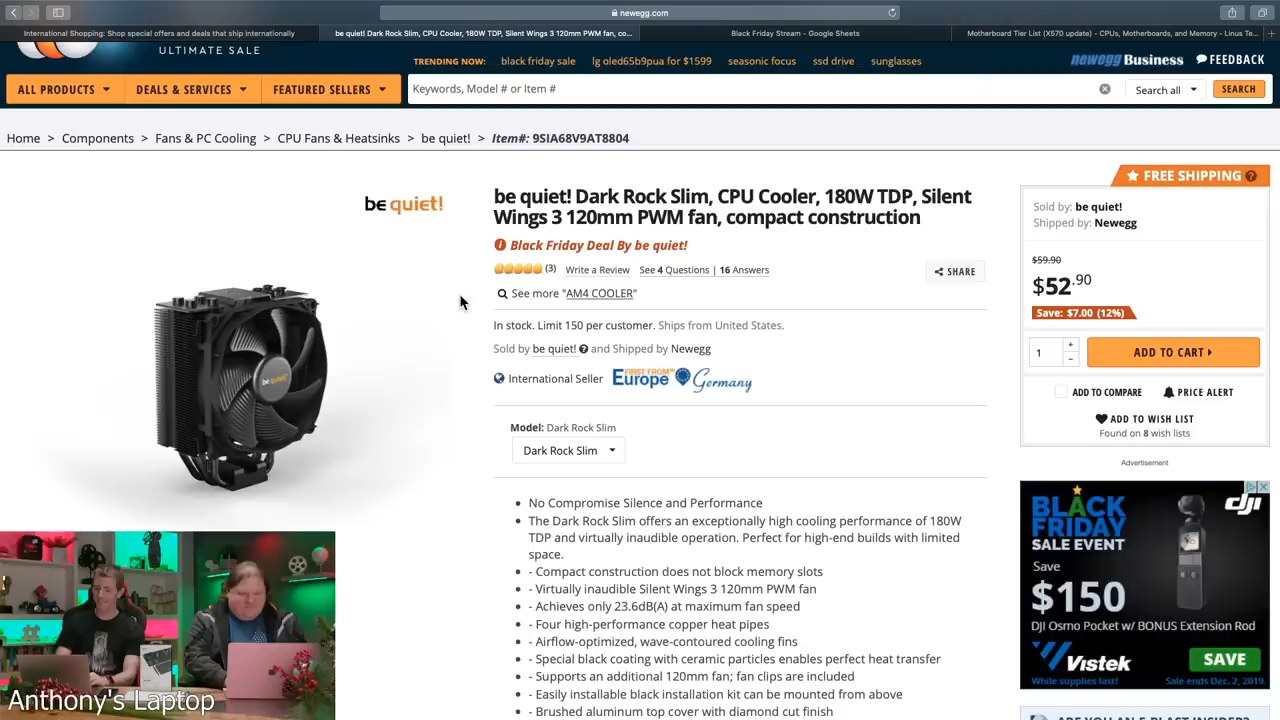 newegg.com
International Shopping: Shop special offers and deals that ship internationally
be quiet! Dark Rock Slim, CPU Cooler, 180W TDP, Silent Wings 3 120mm PWM fan, co...
Black Friday Stream - Google Sheets
Motherboard Tier List (X570 update) - CPUs, Motherboards, and Memory - Linus Te...
ULTIMATE SALE
TRENDING NOW: black friday sale lg oled65b9pua for $1599 seasonic focus ssd drive sunglasses
newegg Business FEEDBACK
ALL PRODUCTS DEALS & SERVICES FEATURED SELLERS
Keywords, Model # or Item # Search all SEARCH
Home > Components > Fans & PC Cooling > CPU Fans & Heatsinks > be quiet! > Item#: 9SIA68V9AT8804
be quiet!
be quiet!
be quiet! Dark Rock Slim, CPU Cooler, 180W TDP, Silent
Wings 3 120mm PWM fan, compact construction
Black Friday Deal By be quiet!
(3) Write a Review See 4 Questions | 16 Answers
SHARE
See more "AM4 COOLER"
In stock. Limit 150 per customer. Ships from United States.
Sold by be quiet! ? and Shipped by Newegg
International Seller FIRST FROM Europe Germany
Model: Dark Rock Slim
Dark Rock Slim
• No Compromise Silence and Performance
• The Dark Rock Slim offers an exceptionally high cooling performance of 180W
TDP and virtually inaudible operation. Perfect for high-end builds with limited
space.
• - Compact construction does not block memory slots
• - Virtually inaudible Silent Wings 3 120mm PWM fan
• - Achieves only 23.6dB(A) at maximum fan speed
• - Four high-performance copper heat pipes
• - Airflow-optimized, wave-contoured cooling fins
• - Special black coating with ceramic particles enables perfect heat transfer
• - Supports an additional 120mm fan; fan clips are included
• - Easily installable black installation kit can be mounted from above
• - Brushed aluminum top cover with diamond cut finish
FREE SHIPPING ?
Sold by: be quiet!
Shipped by: Newegg
$59.90
$52.90
Save: $7.00 (12%)
1 + - ADD TO CART
ADD TO COMPARE PRICE ALERT
ADD TO WISH LIST
Found on 8 wish lists
Advertisement
BLACK
FRIDAY
SALE EVENT
dji
Save
$150
DJI Osmo Pocket w/ BONUS Extension Rod
Vistek
SAVE
While supplies last! Sale ends Dec. 2, 2019.
Anthony's Laptop